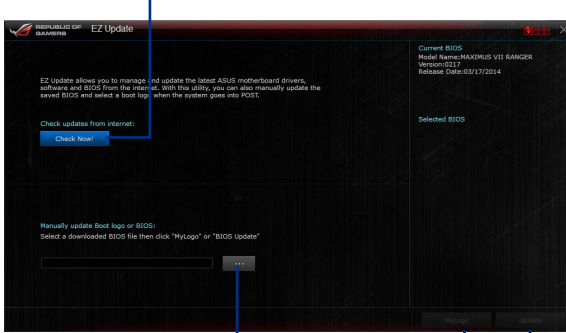 REPUBLIC OF
GAMERS
EZ Update
Current BIOS
Model Name:MAXIMUS VII RANGER
Version:0217
Release Date:03/17/2014
EZ Update allows you to manage and update the latest ASUS motherboard drivers,
software and BIOS from the internet. With this utility, you can also manually update the
saved BIOS and select a boot logo when the system goes into POST.
Check updates from internet:
Check Now!
Selected BIOS
Manually update Boot logo or BIOS:
Select a downloaded BIOS file then click "MyLogo" or "BIOS Update"
...
MyLogo
Update